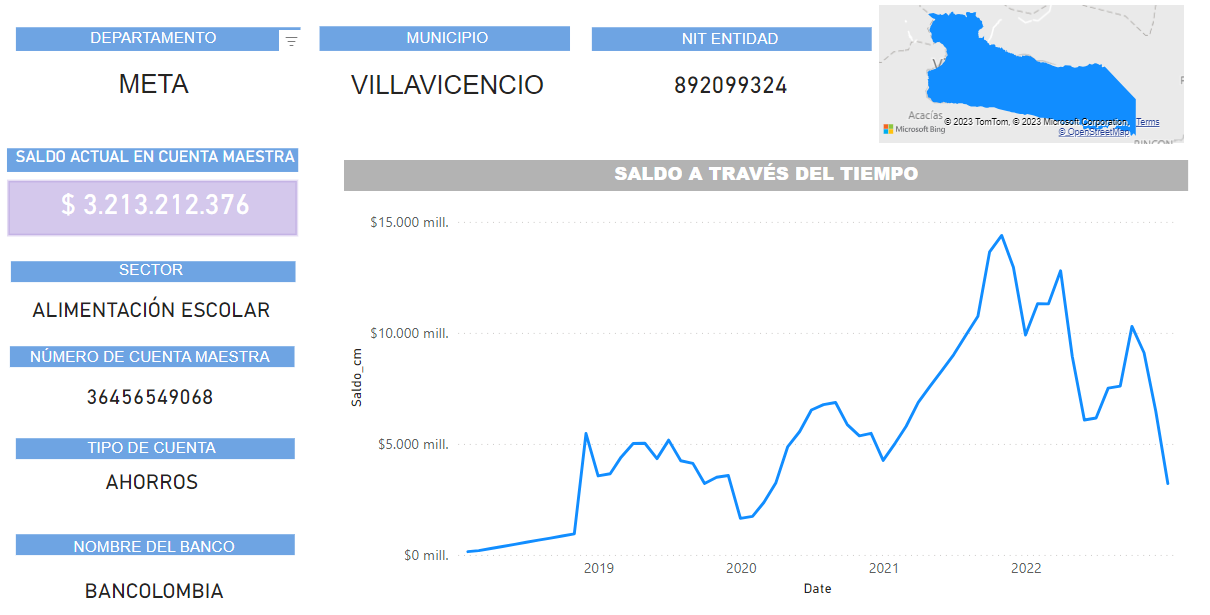 DEPARTAMENTO
META
MUNICIPIO
VILLAVICENCIO
NIT ENTIDAD
892099324
Acacías
© 2023 TomTom, © 2023 Microsoft Corporation, Terms
Microsoft Bing
© OpenStreetMap
SALDO ACTUAL EN CUENTA MAESTRA
$ 3.213.212.376
SECTOR
ALIMENTACIÓN ESCOLAR
NÚMERO DE CUENTA MAESTRA
36456549068
TIPO DE CUENTA
AHORROS
NOMBRE DEL BANCO
BANCOLOMBIA
SALDO A TRAVÉS DEL TIEMPO
$15.000 mill.
$10.000 mill.
$5.000 mill.
$0 mill.
Saldo_cm
2019 2020 2021 2022
Date